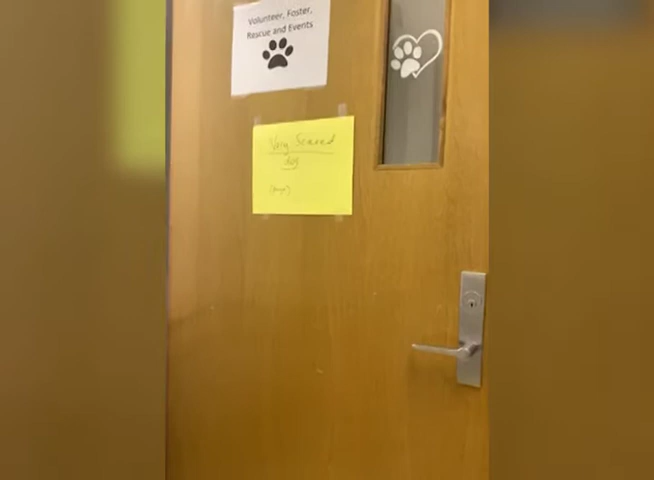 Volunteer, Foster,
Rescue and Events
Very Scared
dog